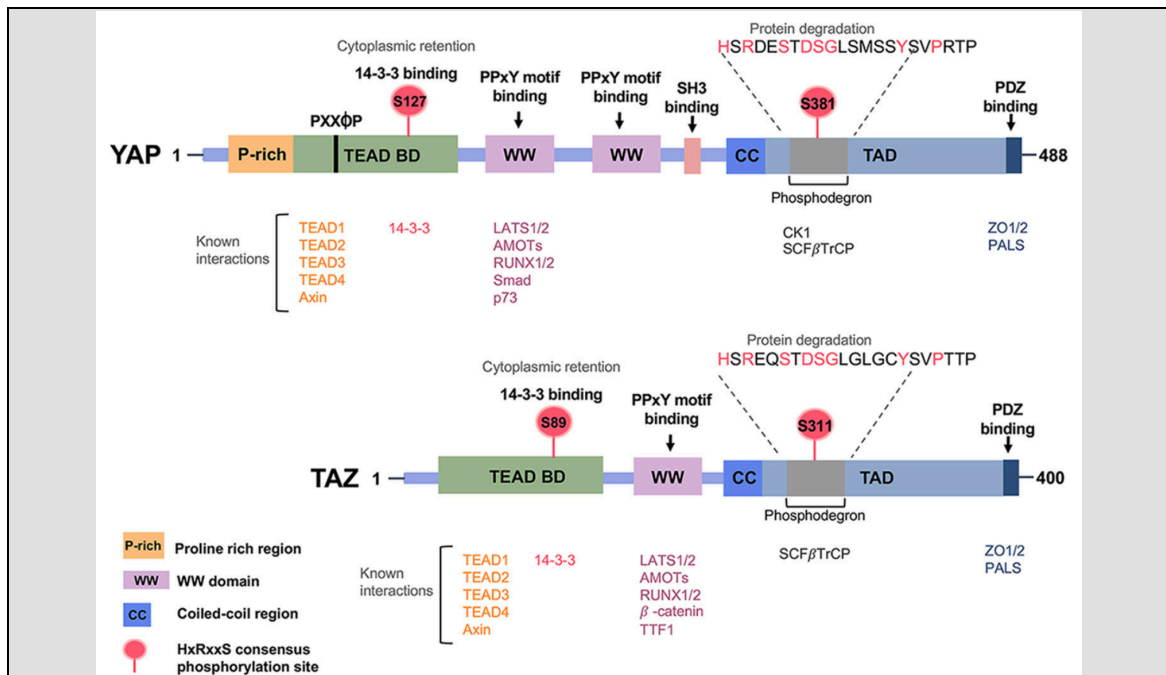 Protein degradation
HSRDESTDSGLSMSSYSVPRTP
Cytoplasmic retention
14-3-3 binding
S127
PPxY motif
binding
PPxY motif
binding
SH3
binding
S381
PDZ
binding
PXXϕP
YAP 1
P-rich
TEAD BD
WW
WW
CC
TAD
488
Phosphodegron
Known
interactions
TEAD1
TEAD2
TEAD3
TEAD4
Axin
14-3-3
LATS1/2
AMOTs
RUNX1/2
Smad
p73
CK1
SCFβTrCP
ZO1/2
PALS
Protein degradation
HSREQSTDSGLGLGCYSVPTTP
Cytoplasmic retention
14-3-3 binding
S89
PPxY motif
binding
S311
PDZ
binding
TAZ 1
TEAD BD
WW
CC
TAD
400
Phosphodegron
Known
interactions
TEAD1
TEAD2
TEAD3
TEAD4
Axin
14-3-3
LATS1/2
AMOTs
RUNX1/2
β -catenin
TTF1
SCFβTrCP
ZO1/2
PALS
P-rich Proline rich region
WW WW domain
CC Coiled-coil region
HxRxxS consensus
phosphorylation site